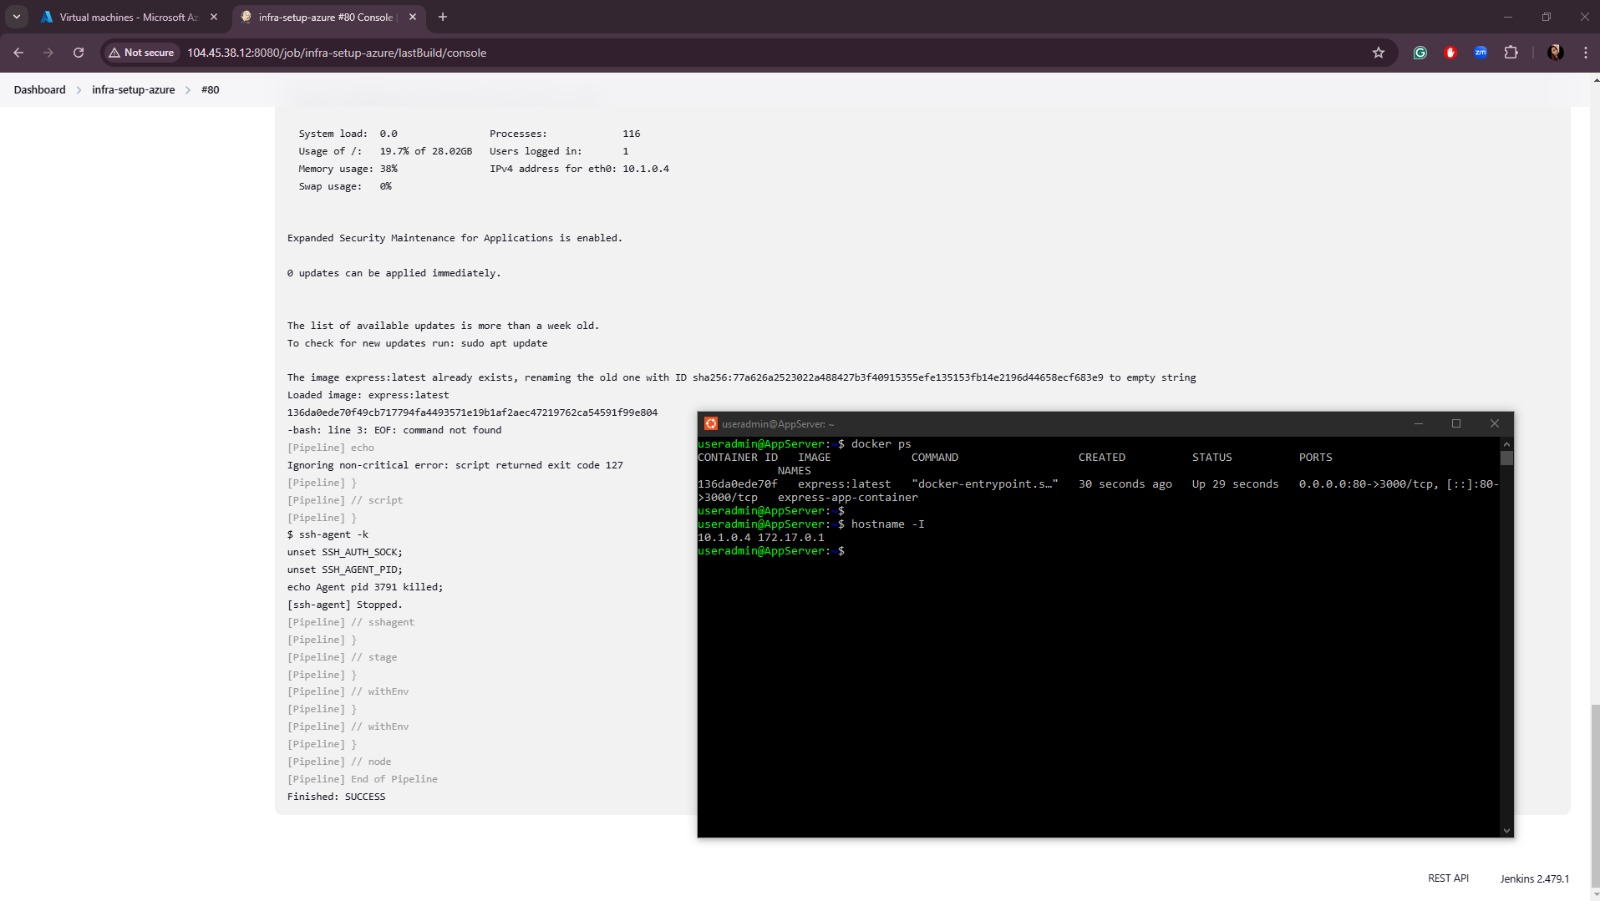 Virtual machines - Microsoft Az
infra-setup-azure #80 Console |
Not secure
104.45.38.12:8080/job/infra-setup-azure/lastBuild/console
zm
Dashboard > infra-setup-azure > #80
System load: 0.0 Processes: 116
Usage of /: 19.7% of 28.02GB Users logged in: 1
Memory usage: 38% IPv4 address for eth0: 10.1.0.4
Swap usage: 0%
Expanded Security Maintenance for Applications is enabled.
0 updates can be applied immediately.
The list of available updates is more than a week old.
To check for new updates run: sudo apt update
The image express:latest already exists, renaming the old one with ID sha256:77a626a2523022a488427b3f40915355efe135153fb14e2196d44658ecf683e9 to empty string
Loaded image: express:latest
136da0ede70f49cb717794fa4493571e19b1af2aec47219762ca54591f99e804
-bash: line 3: EOF: command not found
[Pipeline] echo
Ignoring non-critical error: script returned exit code 127
[Pipeline] }
[Pipeline] // script
[Pipeline] }
$ ssh-agent -k
unset SSH_AUTH_SOCK;
unset SSH_AGENT_PID;
echo Agent pid 3791 killed;
[ssh-agent] Stopped.
[Pipeline] // sshagent
[Pipeline] }
[Pipeline] // stage
[Pipeline] }
[Pipeline] // withEnv
[Pipeline] }
[Pipeline] // withEnv
[Pipeline] }
[Pipeline] // node
[Pipeline] End of Pipeline
Finished: SUCCESS
useradmin@AppServer: ~
useradmin@AppServer:~$ docker ps
CONTAINER ID IMAGE COMMAND CREATED STATUS PORTS
NAMES
136da0ede70f express:latest "docker-entrypoint.s…" 30 seconds ago Up 29 seconds 0.0.0.0:80->3000/tcp, [::]:80-
>3000/tcp express-app-container
useradmin@AppServer:~$
useradmin@AppServer:~$ hostname -I
10.1.0.4 172.17.0.1
useradmin@AppServer:~$
REST API Jenkins 2.479.1